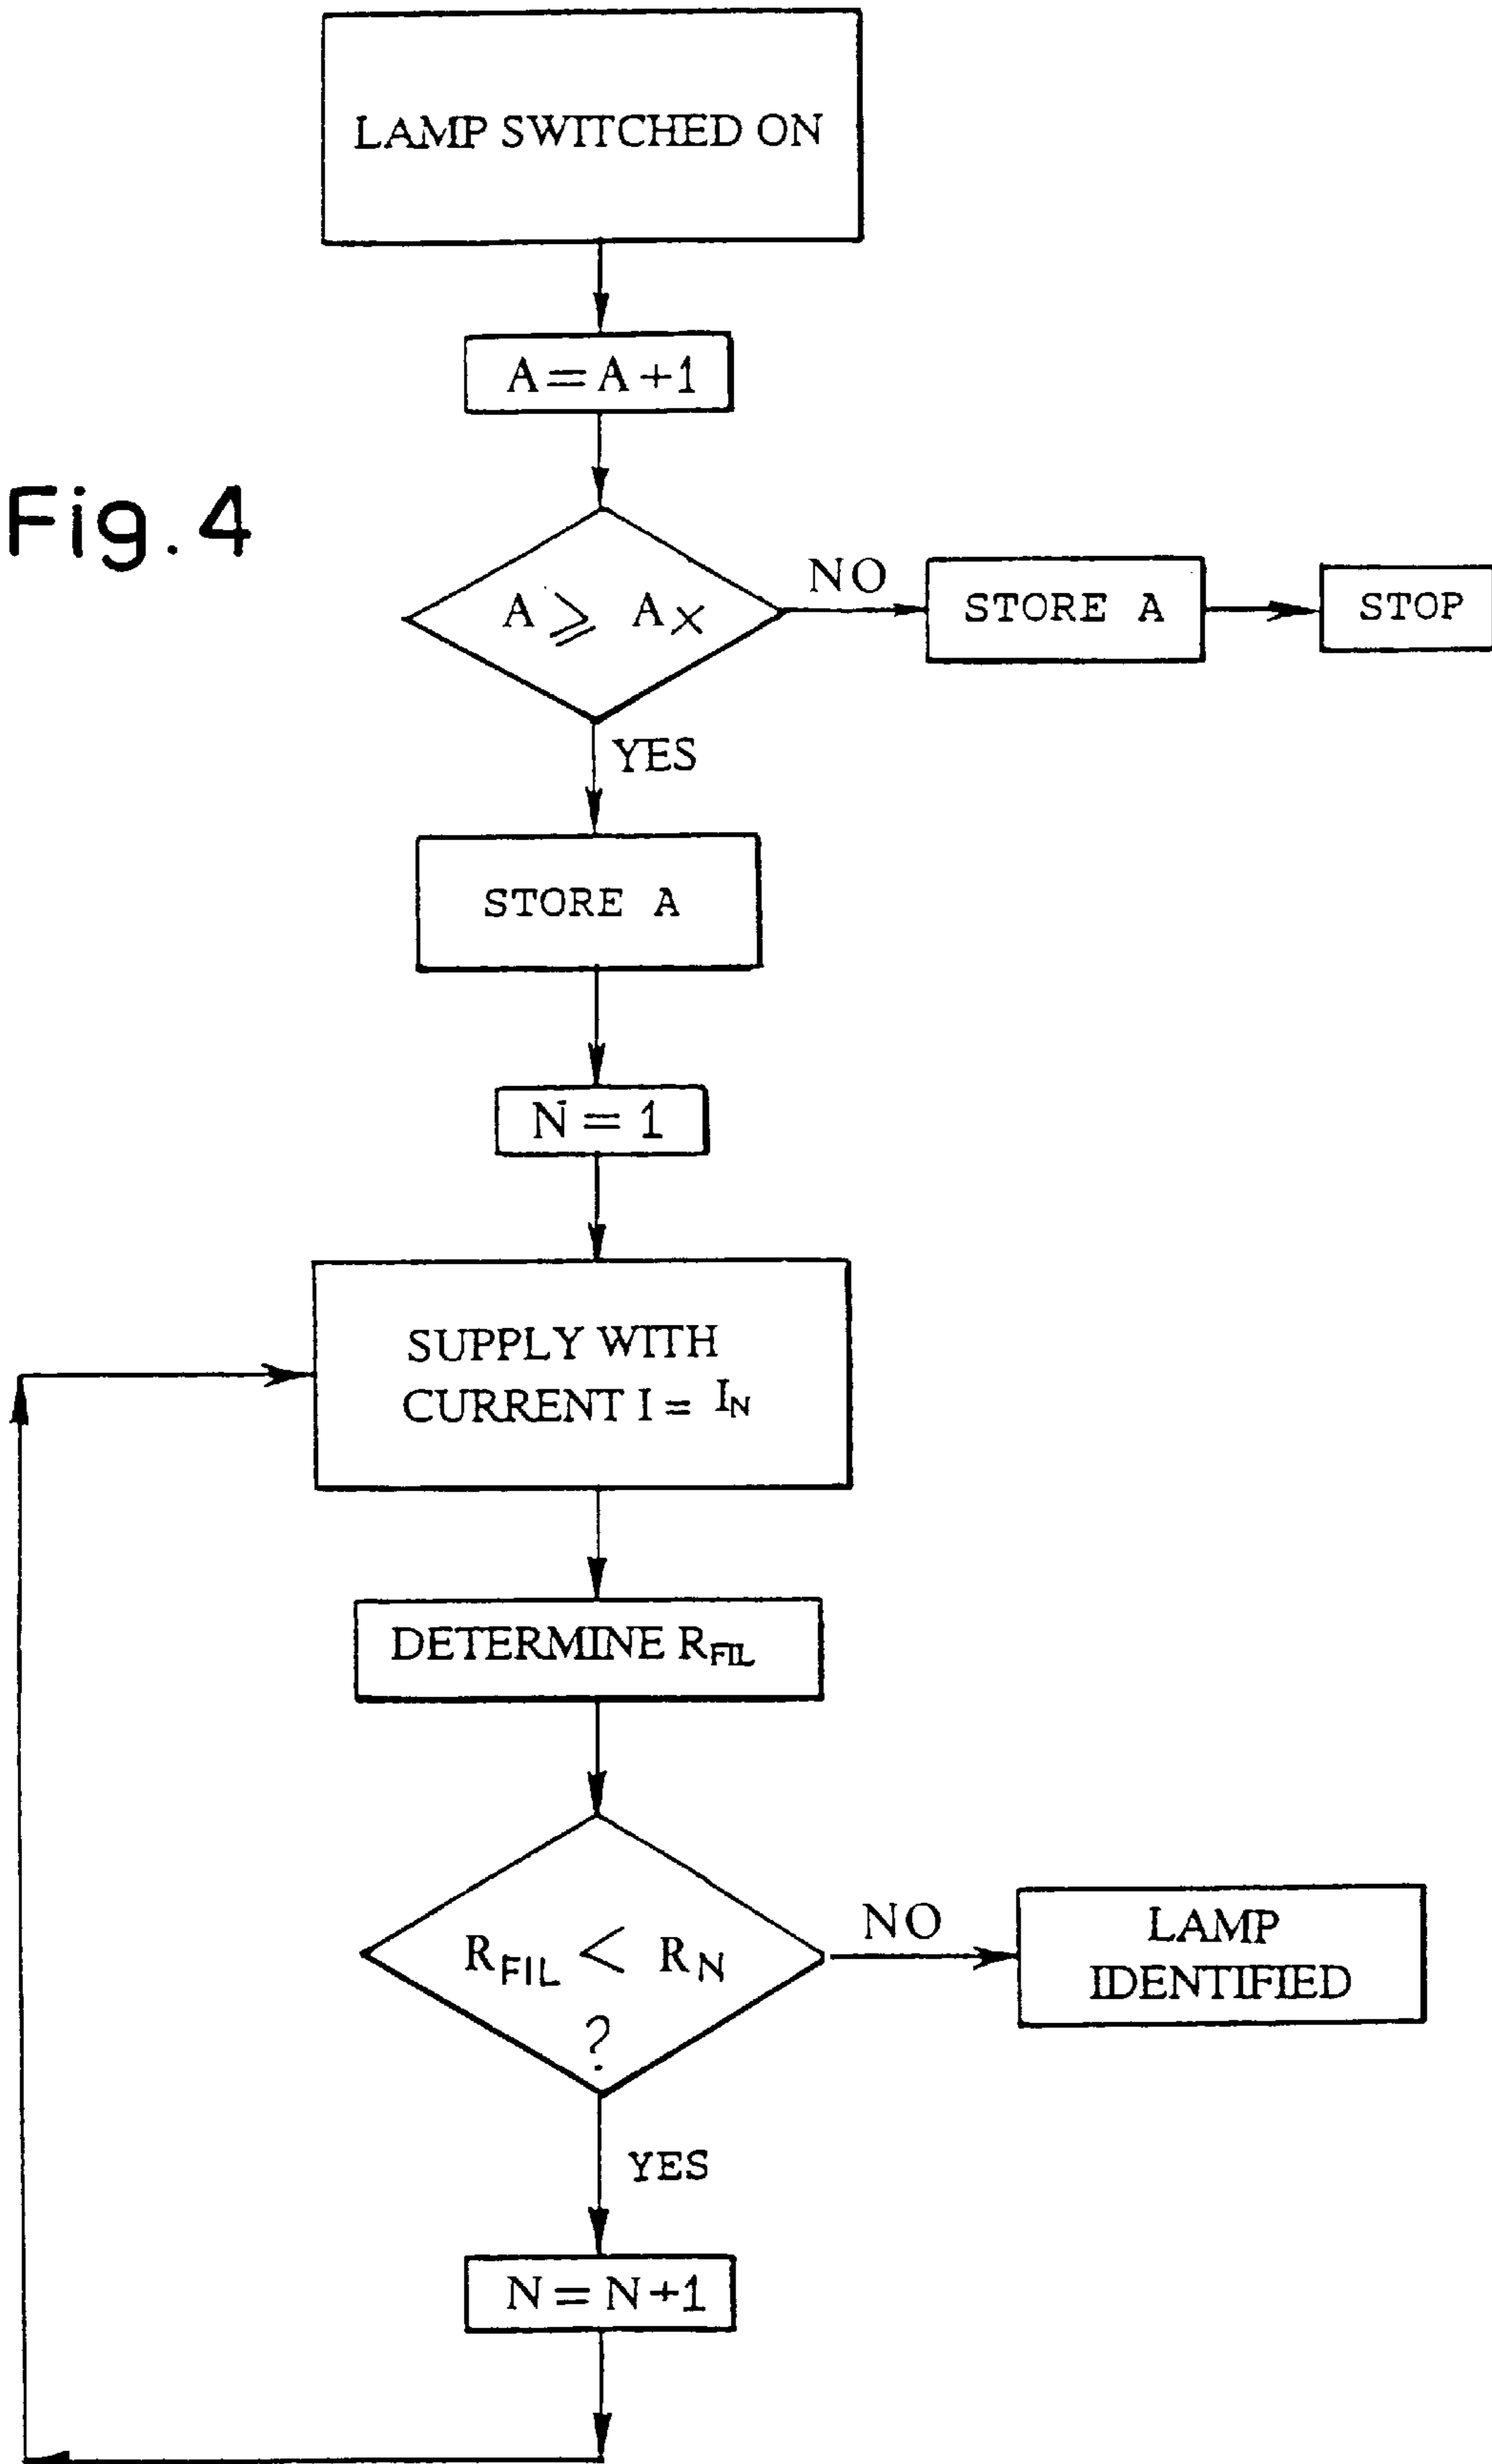 LAMP SWITCHED ON
A = A + 1
Fig. 4
A ⩾ Ax
NO
STORE A
STOP
YES
STORE A
N = 1
SUPPLY WITH
CURRENT I = IN
DETERMINE RFIL
RFIL < RN
?
NO
LAMP
IDENTIFIED
YES
N = N + 1